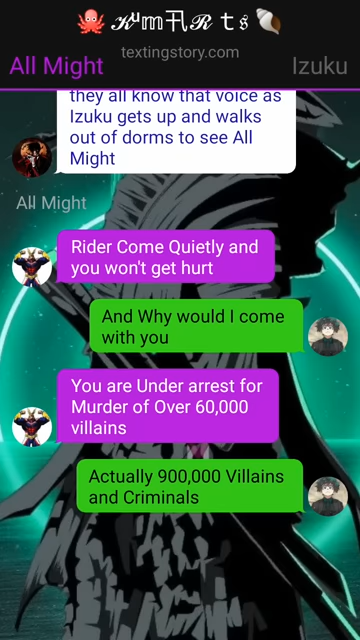 🐙 𝒦ᶙ𝕞卂ℛ 𝚝𝔰 🐚
textingstory.com
All Might
Izuku
they all know that voice as
Izuku gets up and walks
out of dorms to see All
Might
All Might
Rider Come Quietly and
you won't get hurt
And Why would I come
with you
You are Under arrest for
Murder of Over 60,000
villains
Actually 900,000 Villains
and Criminals